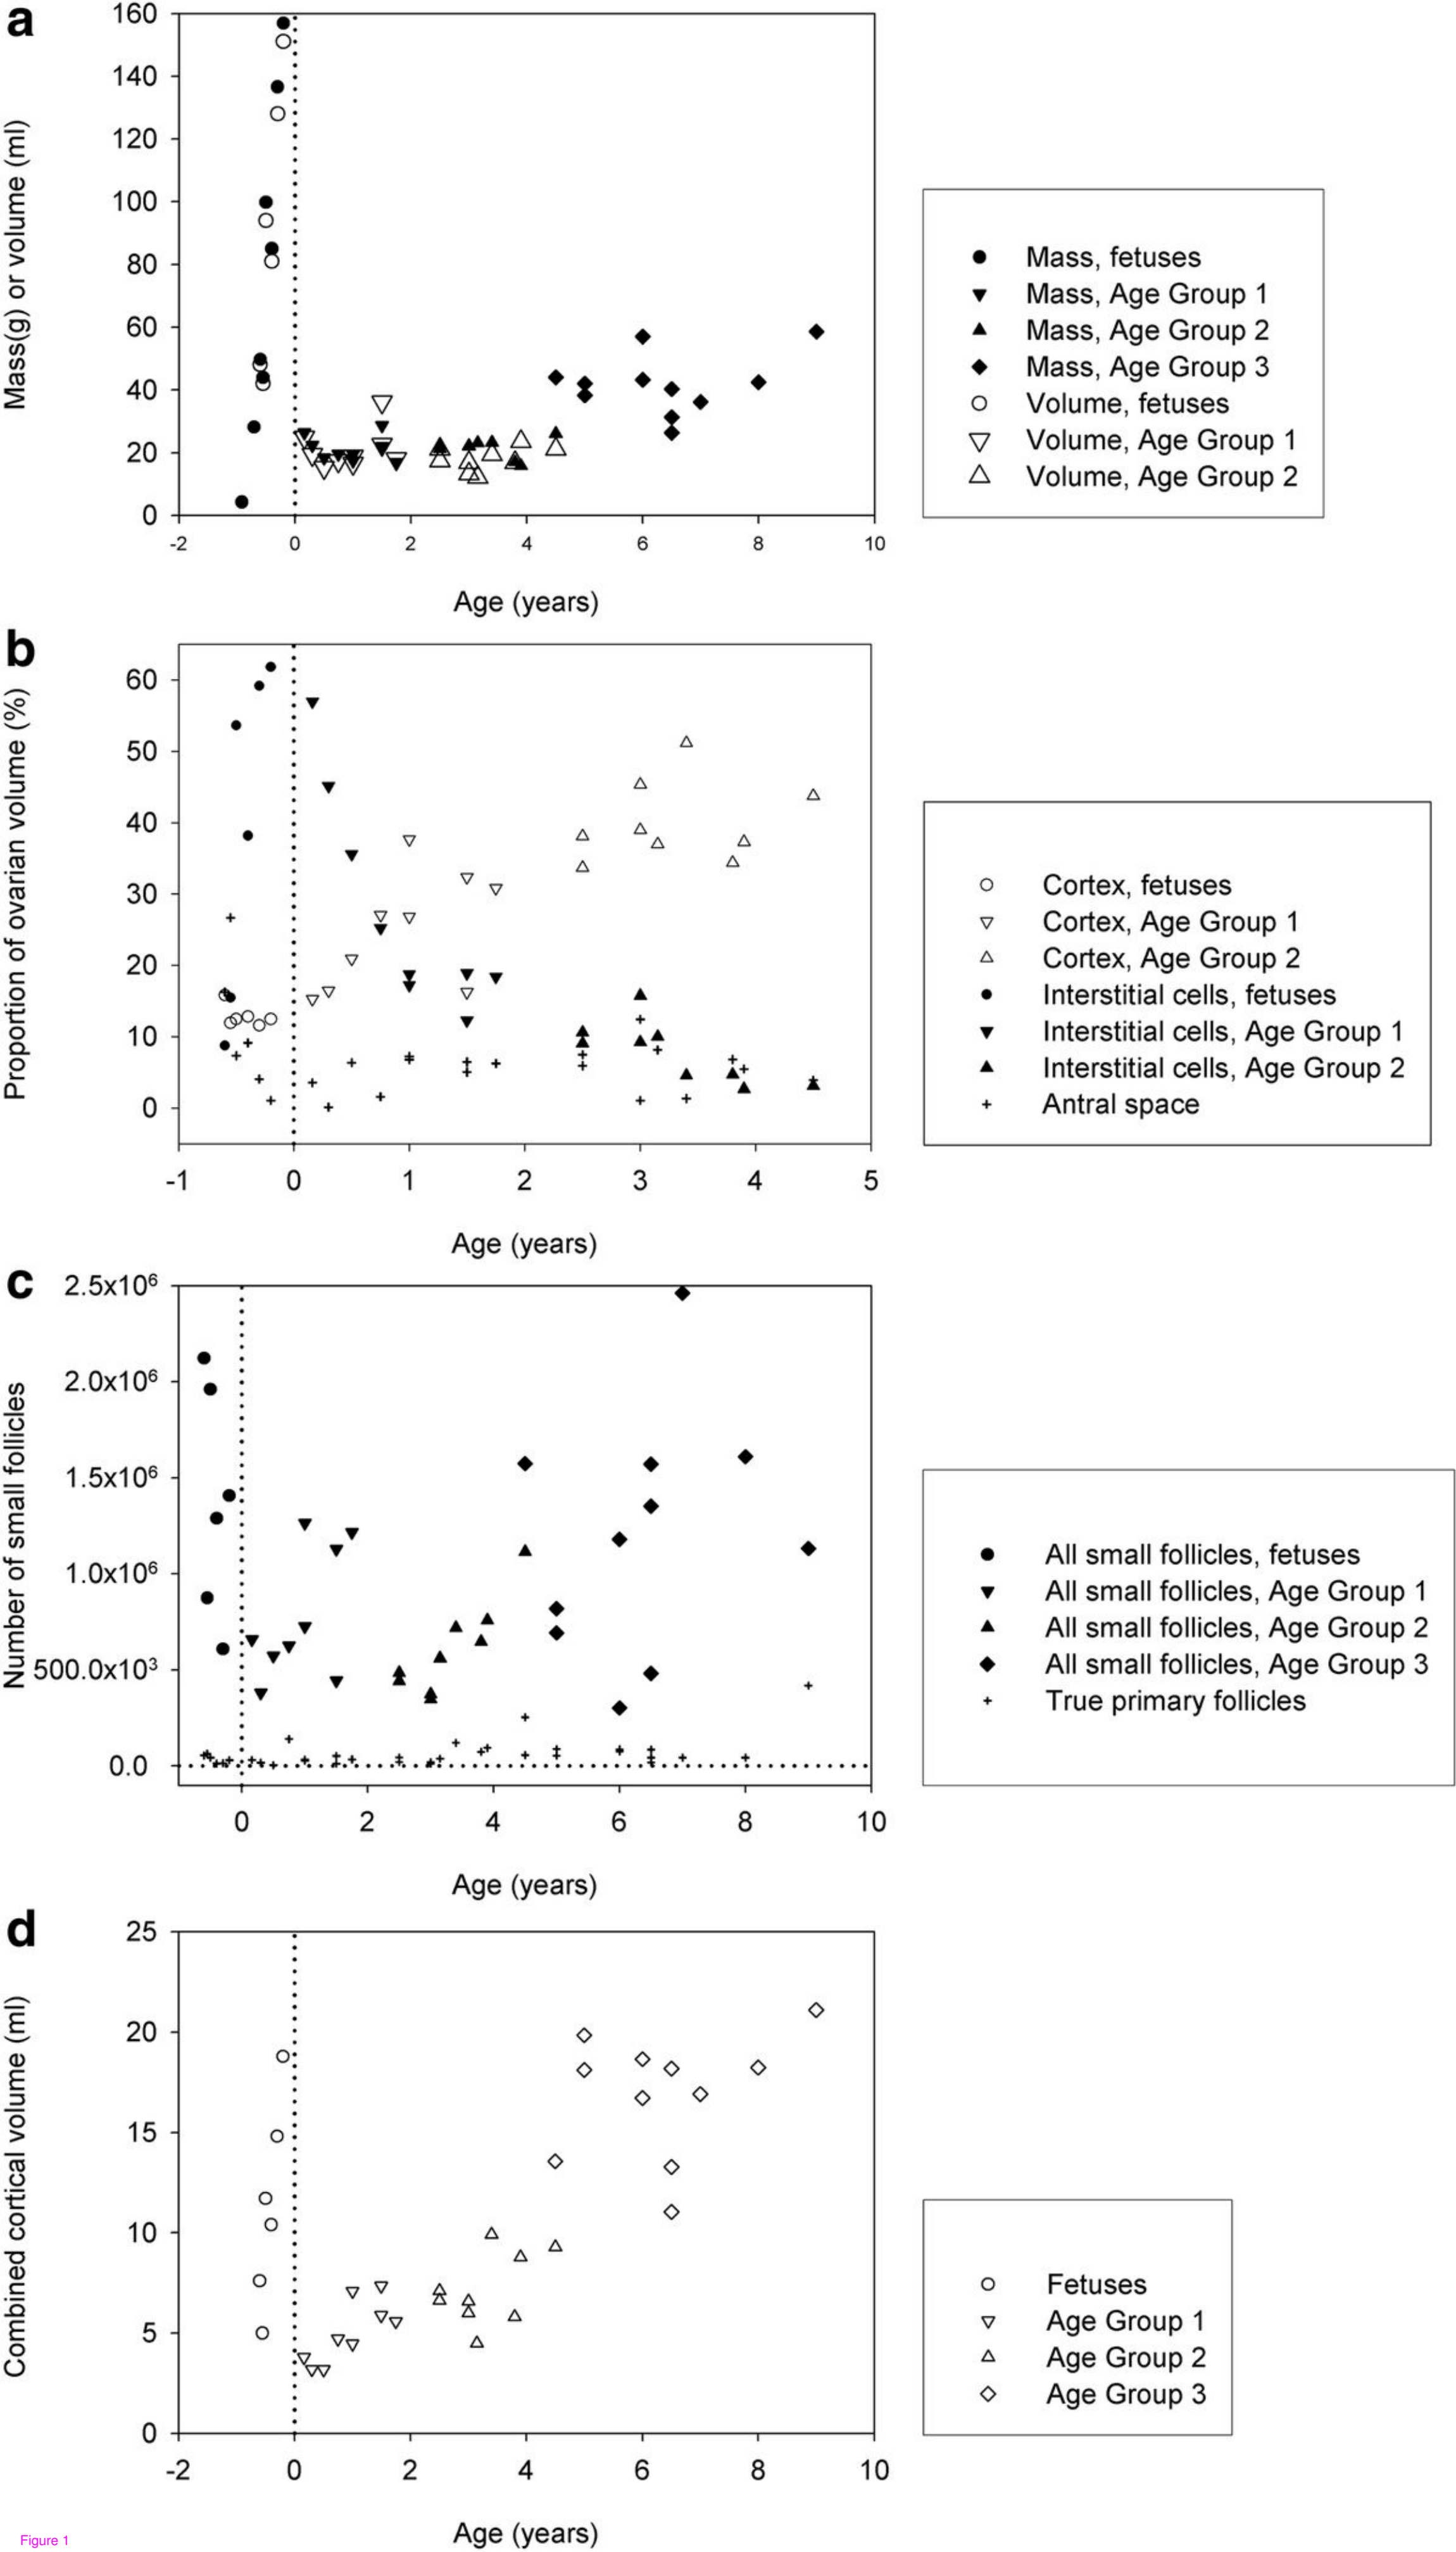 a
160
140
120
100
80
60
40
20
0
Mass(g) or volume (ml)
-2 0 2 4 6 8 10
Age (years)
Mass, fetuses
Mass, Age Group 1
Mass, Age Group 2
Mass, Age Group 3
Volume, fetuses
Volume, Age Group 1
Volume, Age Group 2
b
60
50
40
30
20
10
0
Proportion of ovarian volume (%)
-1 0 1 2 3 4 5
Age (years)
Cortex, fetuses
Cortex, Age Group 1
Cortex, Age Group 2
Interstitial cells, fetuses
Interstitial cells, Age Group 1
Interstitial cells, Age Group 2
Antral space
c
2.5x10⁶
2.0x10⁶
1.5x10⁶
1.0x10⁶
500.0x10³
0.0
Number of small follicles
0 2 4 6 8 10
Age (years)
All small follicles, fetuses
All small follicles, Age Group 1
All small follicles, Age Group 2
All small follicles, Age Group 3
True primary follicles
d
25
20
15
10
5
0
Combined cortical volume (ml)
-2 0 2 4 6 8 10
Age (years)
Fetuses
Age Group 1
Age Group 2
Age Group 3
Figure 1